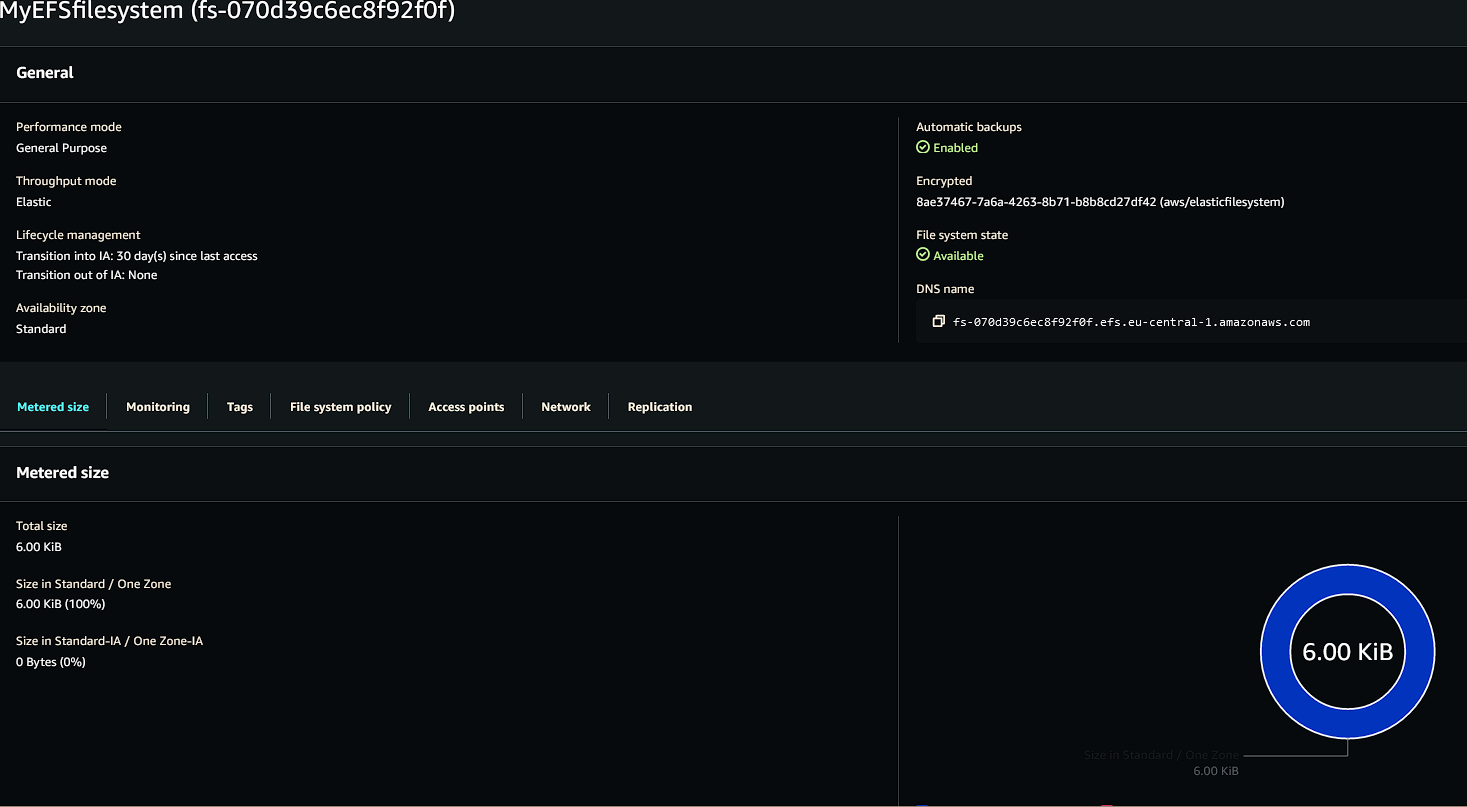 MyEFSfilesystem (fs-070d39c6ec8f92f0f)
General
Performance mode
General Purpose
Throughput mode
Elastic
Lifecycle management
Transition into IA: 30 day(s) since last access
Transition out of IA: None
Availability zone
Standard
Automatic backups
Enabled
Encrypted
8ae37467-7a6a-4263-8b71-b8b8cd27df42 (aws/elasticfilesystem)
File system state
Available
DNS name
fs-070d39c6ec8f92f0f.efs.eu-central-1.amazonaws.com
Metered size
Monitoring
Tags
File system policy
Access points
Network
Replication
Metered size
Total size
6.00 KiB
Size in Standard / One Zone
6.00 KiB (100%)
Size in Standard-IA / One Zone-IA
0 Bytes (0%)
6.00 KiB
Size in Standard / One Zone
6.00 KiB